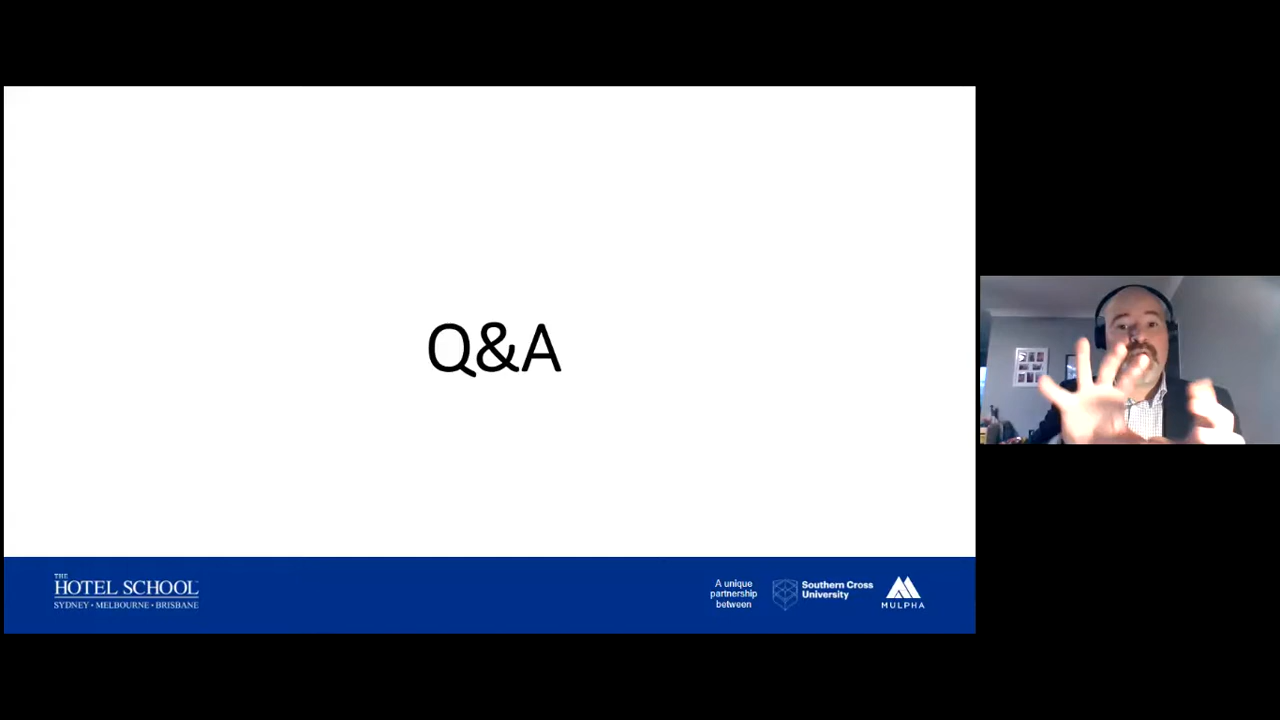 Q&A
THE
HOTEL SCHOOL
SYDNEY • MELBOURNE • BRISBANE
A unique
partnership
between
Southern Cross
University
MULPHA